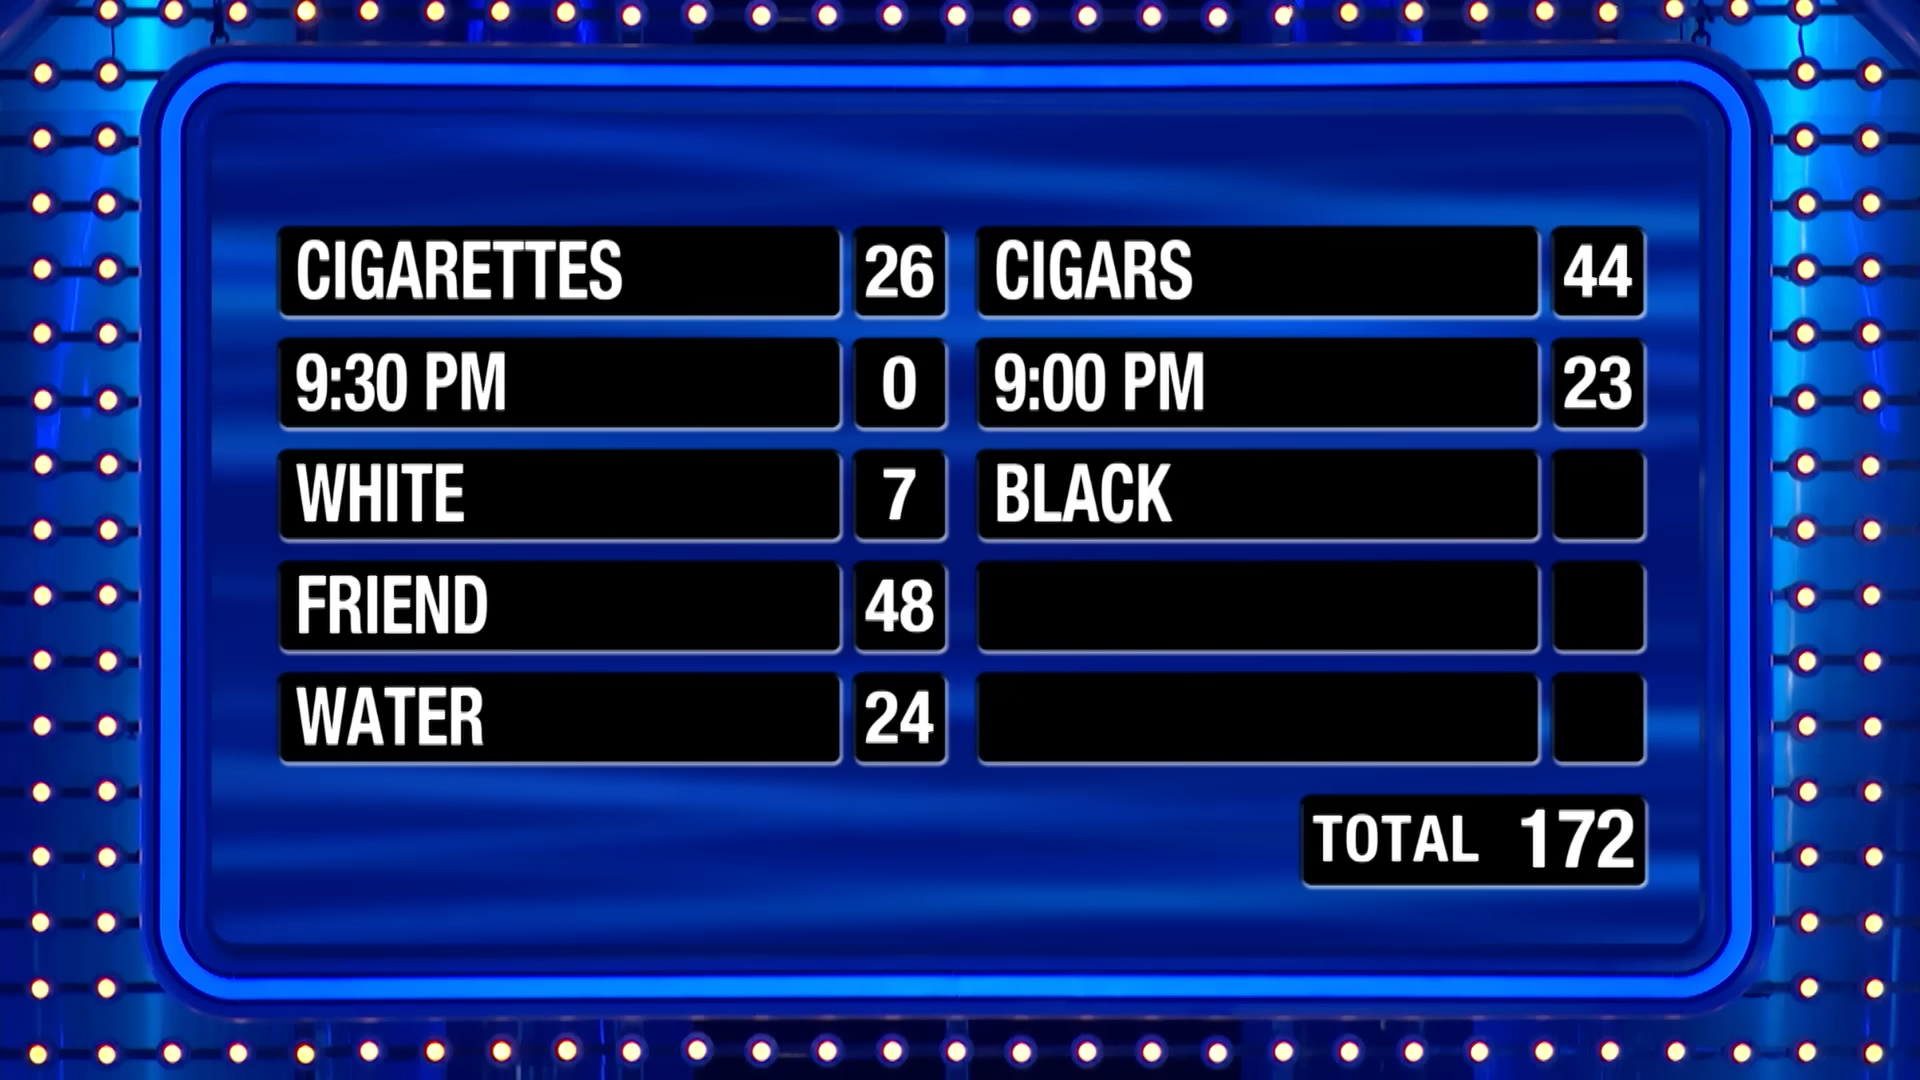 CIGARETTES 26 CIGARS 44
9:30 PM 0 9:00 PM 23
WHITE 7 BLACK
FRIEND 48
WATER 24
TOTAL 172